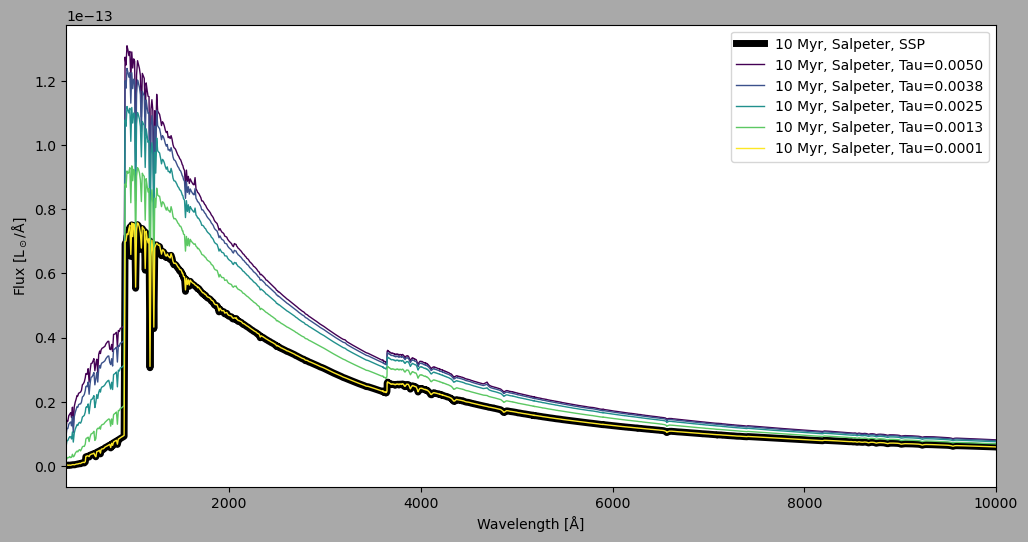 1e−13
1.2
1.0
0.8
0.6
0.4
0.2
0.0
Flux [L☉/Å]
2000
4000
6000
8000
10000
Wavelength [Å]
10 Myr, Salpeter, SSP
10 Myr, Salpeter, Tau=0.0050
10 Myr, Salpeter, Tau=0.0038
10 Myr, Salpeter, Tau=0.0025
10 Myr, Salpeter, Tau=0.0013
10 Myr, Salpeter, Tau=0.0001